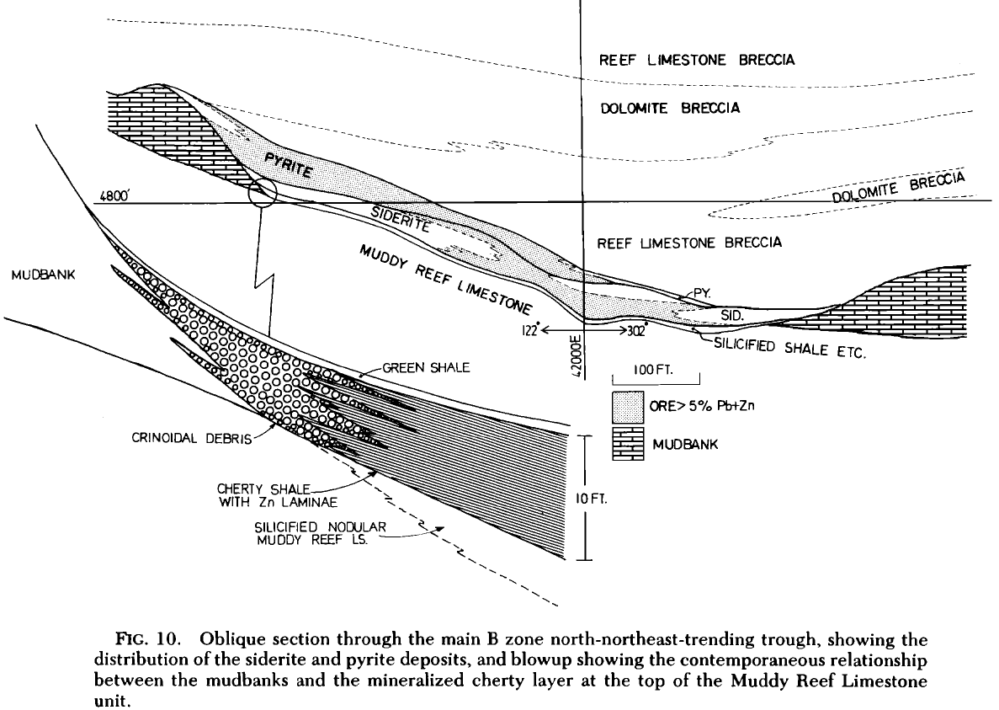 REEF LIMESTONE BRECCIA
DOLOMITE BRECCIA
PYRITE
4800'
DOLOMITE BRECCIA
SIDERITE
REEF LIMESTONE BRECCIA
MUDDY REEF LIMESTONE
MUDBANK
PY.
SID.
122° 302°
SILICIFIED SHALE ETC.
42000E
GREEN SHALE
100 FT.
ORE > 5% Pb+Zn
MUDBANK
CRINOIDAL DEBRIS
CHERTY SHALE
WITH Zn LAMINAE
10 FT.
SILICIFIED NODULAR
MUDDY REEF LS.
FIG. 10. Oblique section through the main B zone north-northeast-trending trough, showing the
distribution of the siderite and pyrite deposits, and blowup showing the contemporaneous relationship
between the mudbanks and the mineralized cherty layer at the top of the Muddy Reef Limestone
unit.